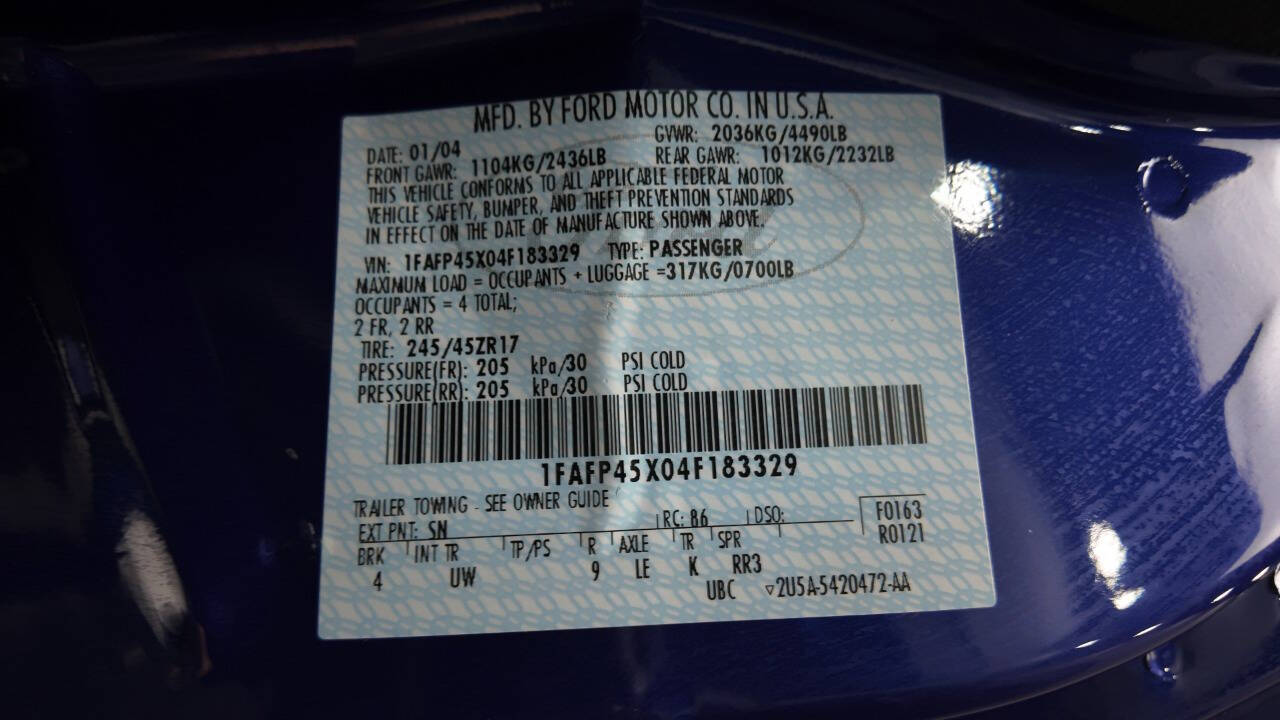 MFD. BY FORD MOTOR CO. IN U.S.A.
DATE: 01/04 GVWR: 2036KG/4490LB
FRONT GAWR: 1104KG/2436LB REAR GAWR: 1012KG/2232LB
THIS VEHICLE CONFORMS TO ALL APPLICABLE FEDERAL MOTOR
VEHICLE SAFETY, BUMPER, AND THEFT PREVENTION STANDARDS
IN EFFECT ON THE DATE OF MANUFACTURE SHOWN ABOVE.
VIN: 1FAFP45X04F183329 TYPE: PASSENGER
MAXIMUM LOAD = OCCUPANTS + LUGGAGE =317KG/0700LB
OCCUPANTS = 4 TOTAL;
2 FR, 2 RR
TIRE: 245/45ZR17
PRESSURE(FR): 205 kPa/30 PSI COLD
PRESSURE(RR): 205 kPa/30 PSI COLD
1FAFP45X04F183329
TRAILER TOWING - SEE OWNER GUIDE
EXT PNT: SN RC: 86 DSO: F0163
R0121
BRK INT TR TP/PS R AXLE TR SPR
4 UW 9 LE K RR3
UBC ▽2U5A-5420472-AA